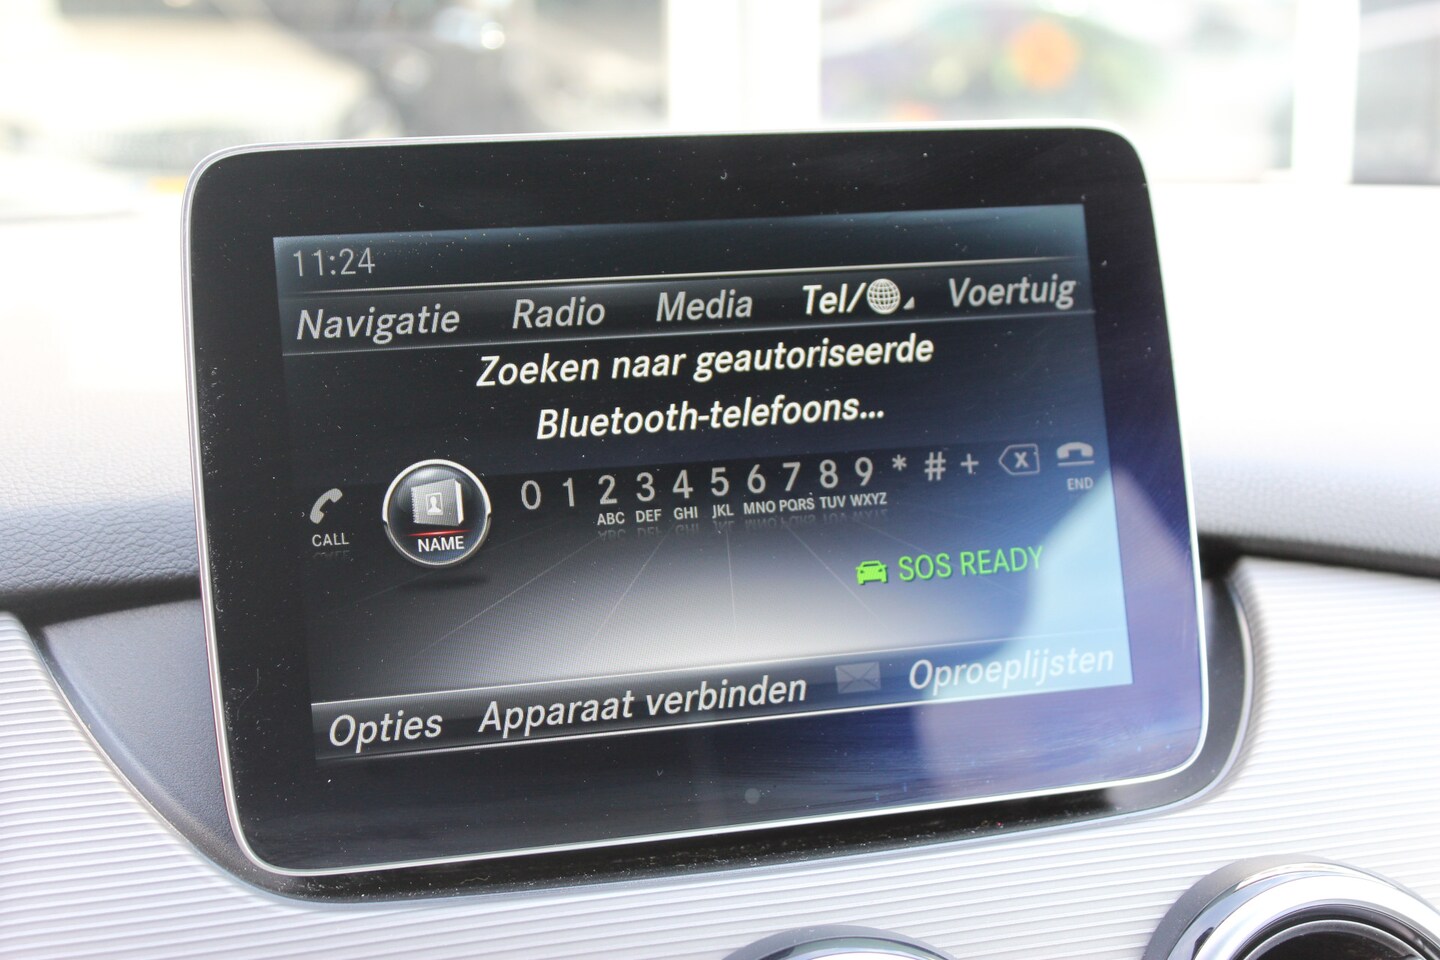 11:24
Navigatie Radio Media Tel/ Voertuig
Zoeken naar geautoriseerde
Bluetooth-telefoons...
0 1 2 3 4 5 6 7 8 9 * # + X
ABC DEF GHI JKL MNO PQRS TUV WXYZ
CALL NAME END
SOS READY
Opties Apparaat verbinden Oproeplijsten